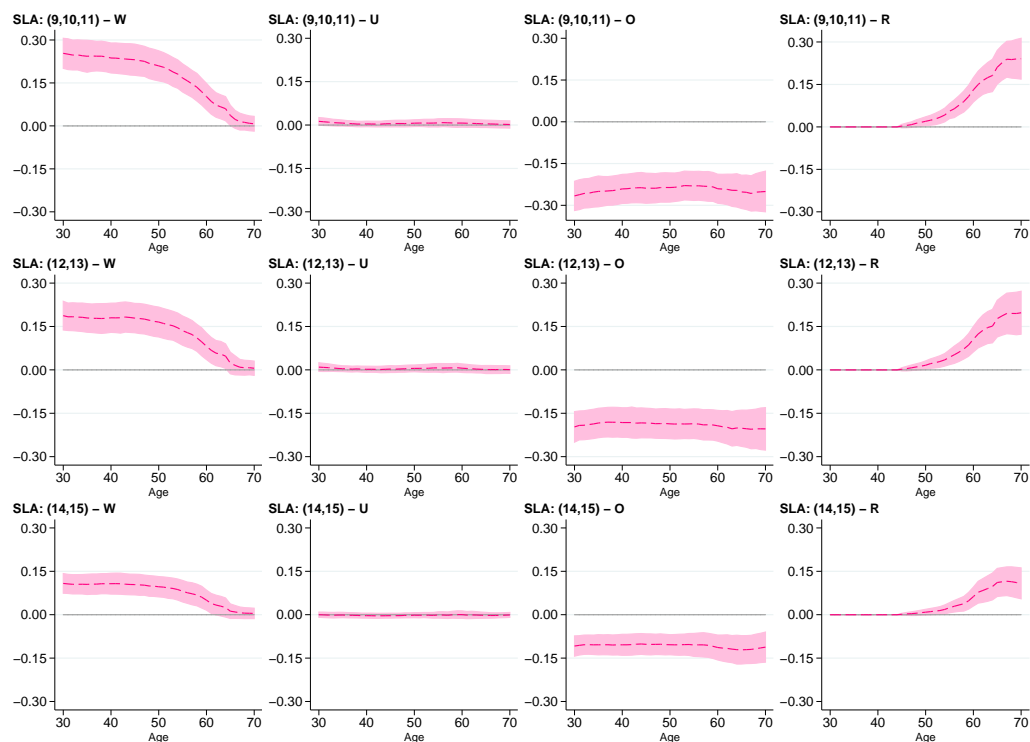 SLA: (9,10,11) – W
0.30
0.15
0.00
−0.15
−0.30
30 40 50 60 70
Age
SLA: (9,10,11) – U
0.30
0.15
0.00
−0.15
−0.30
30 40 50 60 70
Age
SLA: (9,10,11) – O
0.30
0.15
0.00
−0.15
−0.30
30 40 50 60 70
Age
SLA: (9,10,11) – R
0.30
0.15
0.00
−0.15
−0.30
30 40 50 60 70
Age
SLA: (12,13) – W
0.30
0.15
0.00
−0.15
−0.30
30 40 50 60 70
Age
SLA: (12,13) – U
0.30
0.15
0.00
−0.15
−0.30
30 40 50 60 70
Age
SLA: (12,13) – O
0.30
0.15
0.00
−0.15
−0.30
30 40 50 60 70
Age
SLA: (12,13) – R
0.30
0.15
0.00
−0.15
−0.30
30 40 50 60 70
Age
SLA: (14,15) – W
0.30
0.15
0.00
−0.15
−0.30
30 40 50 60 70
Age
SLA: (14,15) – U
0.30
0.15
0.00
−0.15
−0.30
30 40 50 60 70
Age
SLA: (14,15) – O
0.30
0.15
0.00
−0.15
−0.30
30 40 50 60 70
Age
SLA: (14,15) – R
0.30
0.15
0.00
−0.15
−0.30
30 40 50 60 70
Age